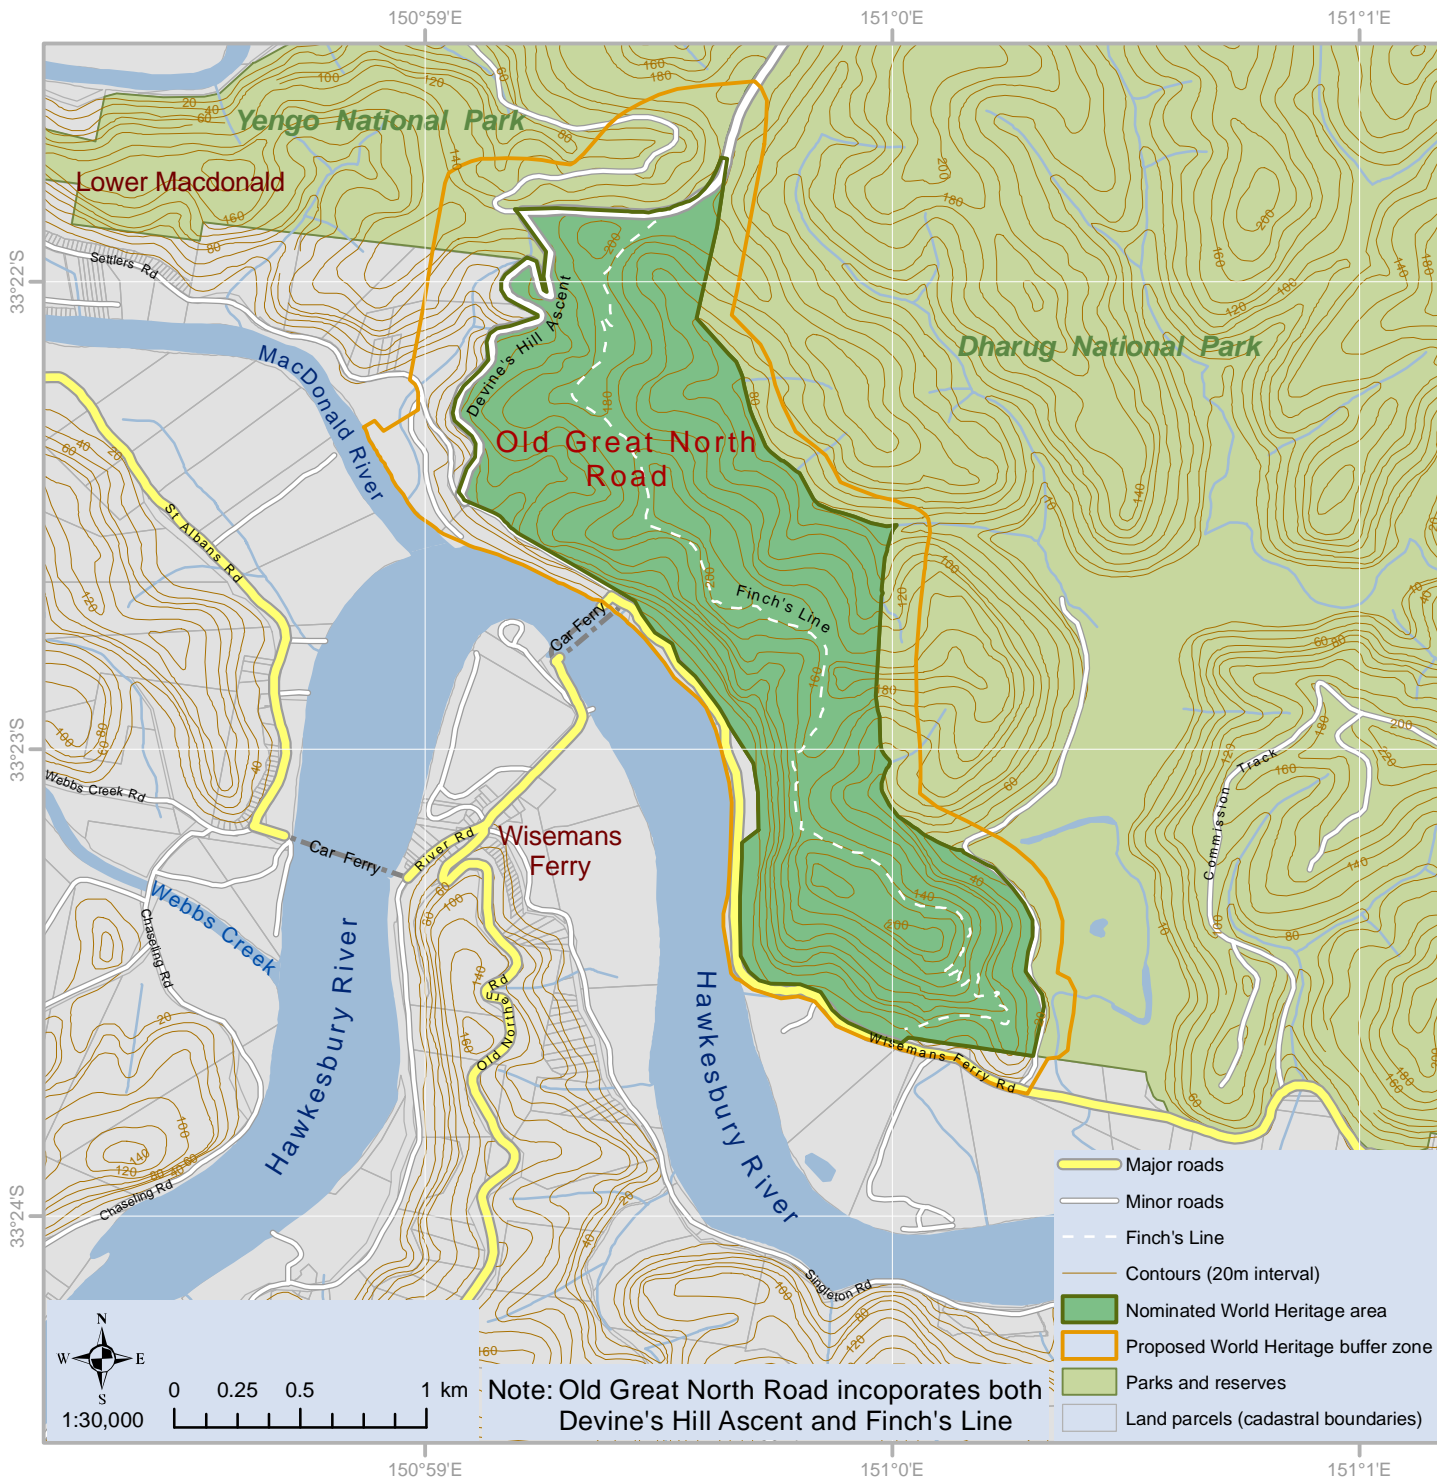 150°59'E
151°0'E
151°1'E
Yengo National Park
Lower Macdonald
Settlers Rd
33°22'S
Devine's Hill Ascent
MacDonald River
Dharug National Park
Old Great North
Road
St Albans Rd
Finch's Line
Car Ferry
33°23'S
Webbs Creek Rd
Commission Track
Car Ferry
River Rd
Wisemans
Ferry
Webbs Creek
Chaseling Rd
Hawkesbury River
Old Northern Rd
Hawkesbury River
Wisemans Ferry Rd
Chaseling Rd
33°24'S
Singleton Rd
Major roads
Minor roads
Finch's Line
Contours (20m interval)
Nominated World Heritage area
Proposed World Heritage buffer zone
Parks and reserves
Land parcels (cadastral boundaries)
N
W E
S
0 0.25 0.5 1 km
1:30,000
Note: Old Great North Road incoporates both
Devine's Hill Ascent and Finch's Line
150°59'E
151°0'E
151°1'E